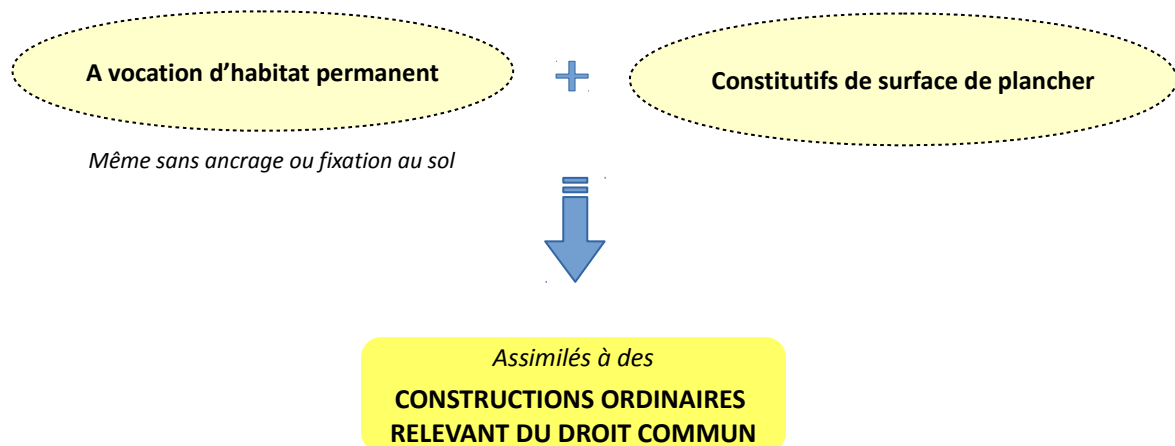 A vocation d’habitat permanent
Constitutifs de surface de plancher
Même sans ancrage ou fixation au sol
Assimilés à des
CONSTRUCTIONS ORDINAIRES
RELEVANT DU DROIT COMMUN